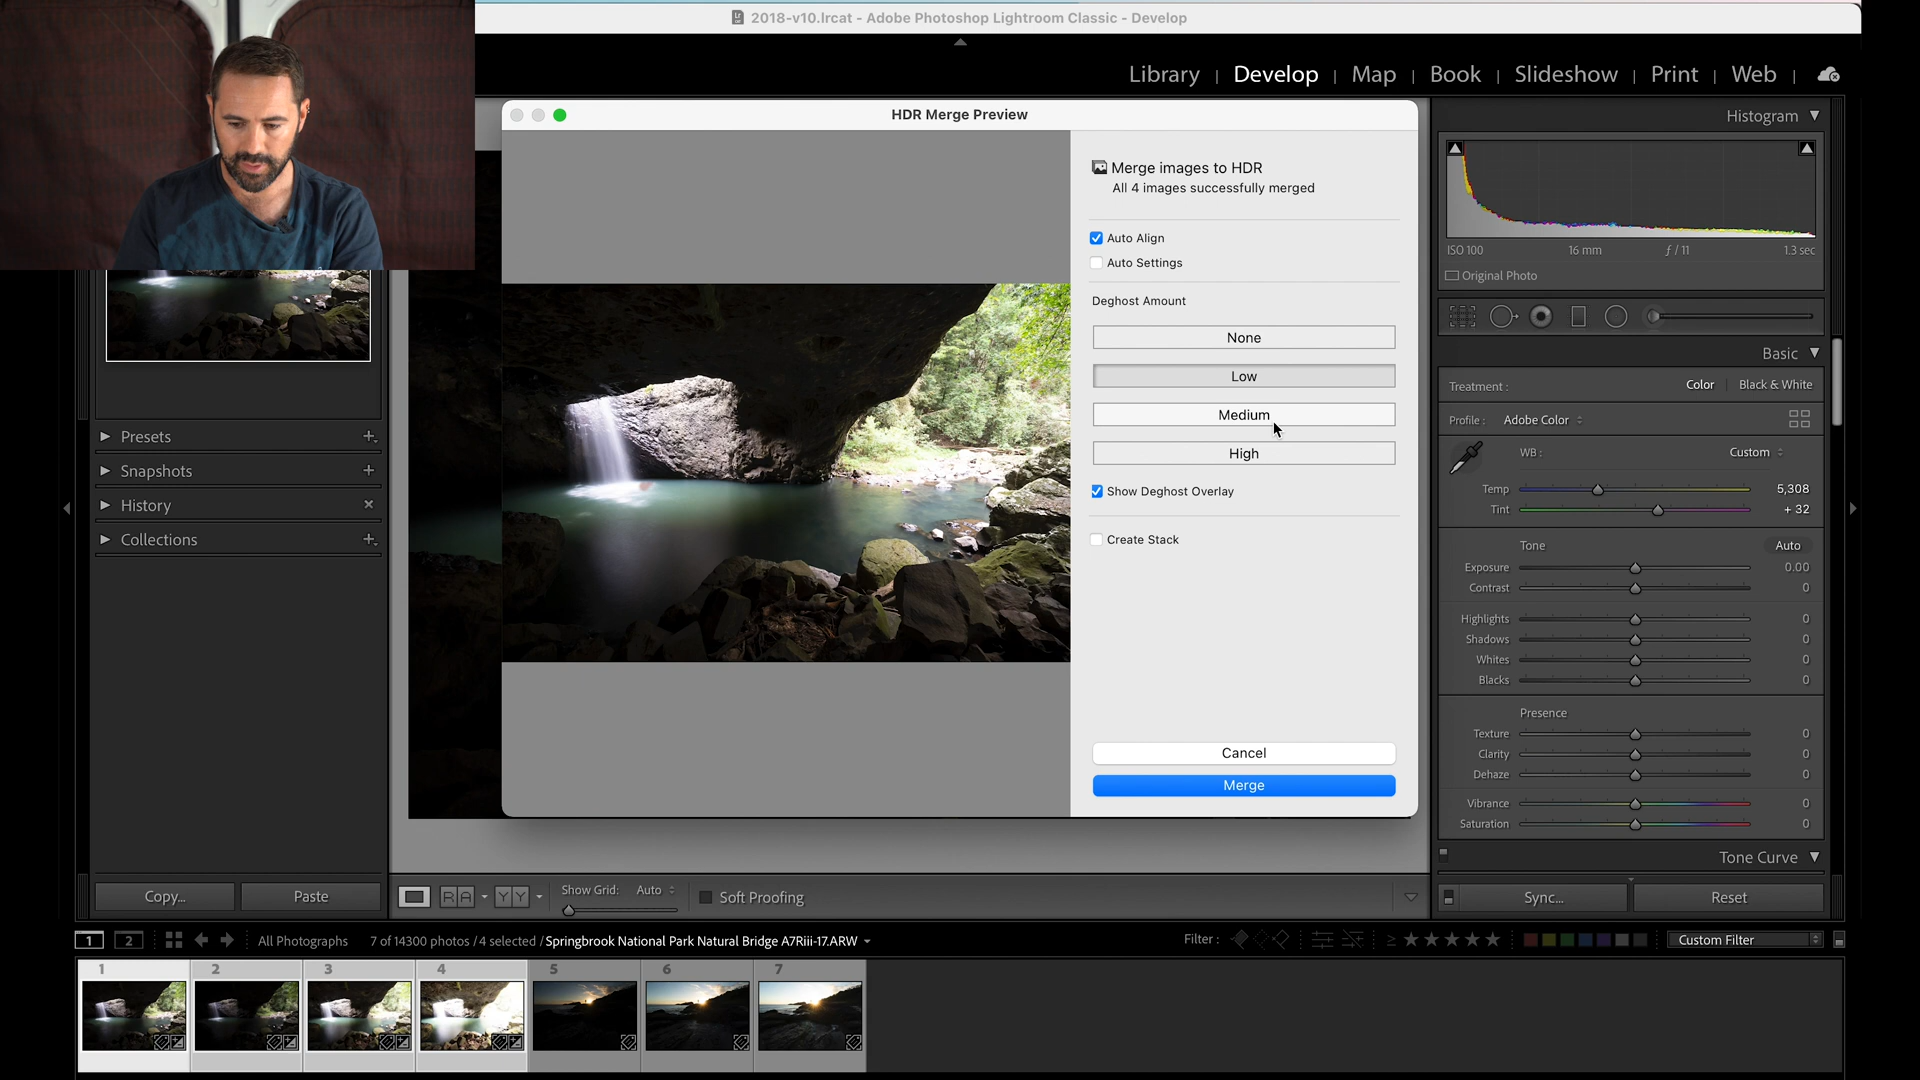 2018-v10.lrcat - Adobe Photoshop Lightroom Classic - Develop
Library | Develop | Map | Book | Slideshow | Print | Web |
HDR Merge Preview
Merge images to HDR
All 4 images successfully merged
Auto Align
Auto Settings
Deghost Amount
None
Low
Medium
High
Show Deghost Overlay
Create Stack
Cancel
Merge
Histogram
ISO 100 16 mm ƒ / 11 1.3 sec
Original Photo
Basic
Treatment : Color Black & White
Profile : Adobe Color
WB : Custom
Temp 5,308
Tint + 32
Tone Auto
Exposure 0.00
Contrast 0
Highlights 0
Shadows 0
Whites 0
Blacks 0
Presence
Texture 0
Clarity 0
Dehaze 0
Vibrance 0
Saturation 0
Tone Curve
Sync... Reset
Presets
Snapshots
History
Collections
Copy... Paste
R A Y Y Show Grid: Auto Soft Proofing
1 2 All Photographs 7 of 14300 photos / 4 selected / Springbrook National Park Natural Bridge A7Riii-17.ARW Filter : ≥ ★★★★★ Custom Filter
1 2 3 4 5 6 7